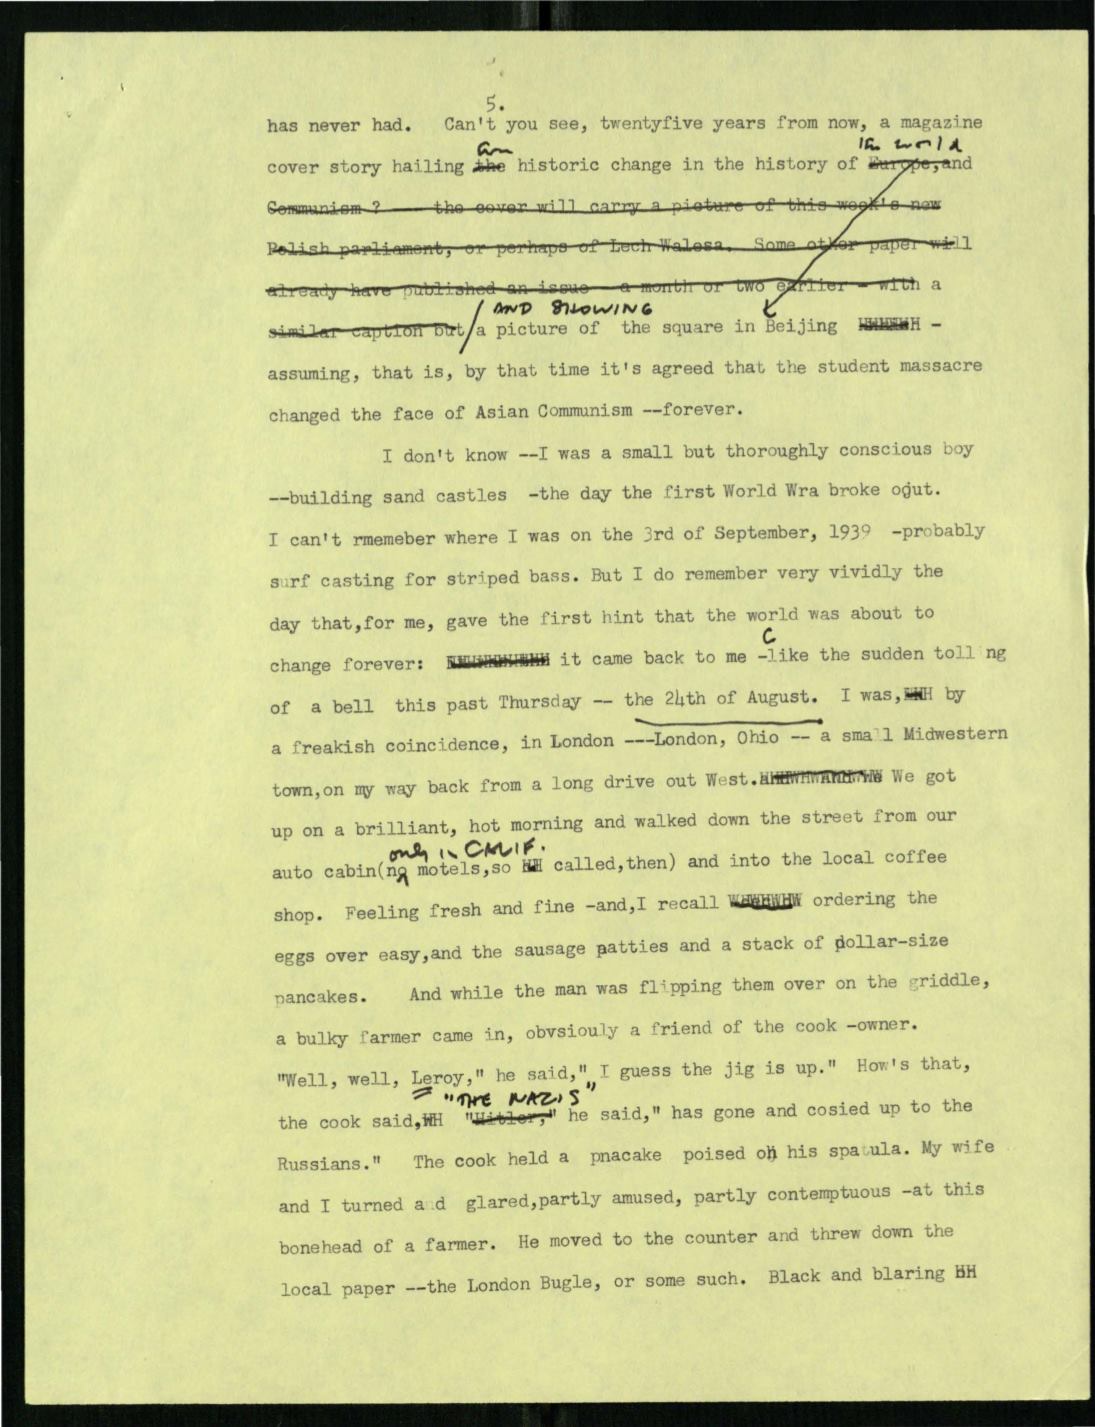 5.
has never had. Can't you see, twentyfive years from now, a magazine
an the world
cover story hailing the historic change in the history of Europe,and
Communism ? -- the cover will carry a picture of this week's new
Polish parliament, or perhaps of Lech Walesa. Some other paper will
already have published an issue - a month or two earlier - with a
AND SHOWING
similar caption but/a picture of the square in Beijing HHHHHH -
assuming, that is, by that time it's agreed that the student massacre
changed the face of Asian Communism --forever.
I don't know --I was a small but thoroughly conscious boy
--building sand castles -the day the first World Wra broke oout.
I can't rmemeber where I was on the 3rd of September, 1939 -probably
surf casting for striped bass. But I do remember very vividly the
day that,for me, gave the first hint that the world was about to
change forever: it came back to me -like the sudden toll ng
of a bell this past Thursday -- the 24th of August. I was,HHH by
a freakish coincidence, in London ---London, Ohio -- a small Midwestern
town,on my way back from a long drive out West. We got
up on a brilliant, hot morning and walked down the street from our
only in CALIF.
auto cabin(no motels,so HH called,then) and into the local coffee
shop. Feeling fresh and fine -and,I recall ordering the
eggs over easy,and the sausage patties and a stack of dollar-size
pancakes. And while the man was flipping them over on the griddle,
a bulky farmer came in, obvsiouly a friend of the cook -owner.
"Well, well, Leroy," he said," I guess the jig is up." How's that,
"THE NAZIS"
the cook said,HH "Hitler," he said," has gone and cosied up to the
Russians." The cook held a pnacake poised on his spatula. My wife
and I turned a d glared,partly amused, partly contemptuous -at this
bonehead of a farmer. He moved to the counter and threw down the
local paper --the London Bugle, or some such. Black and blaring HH